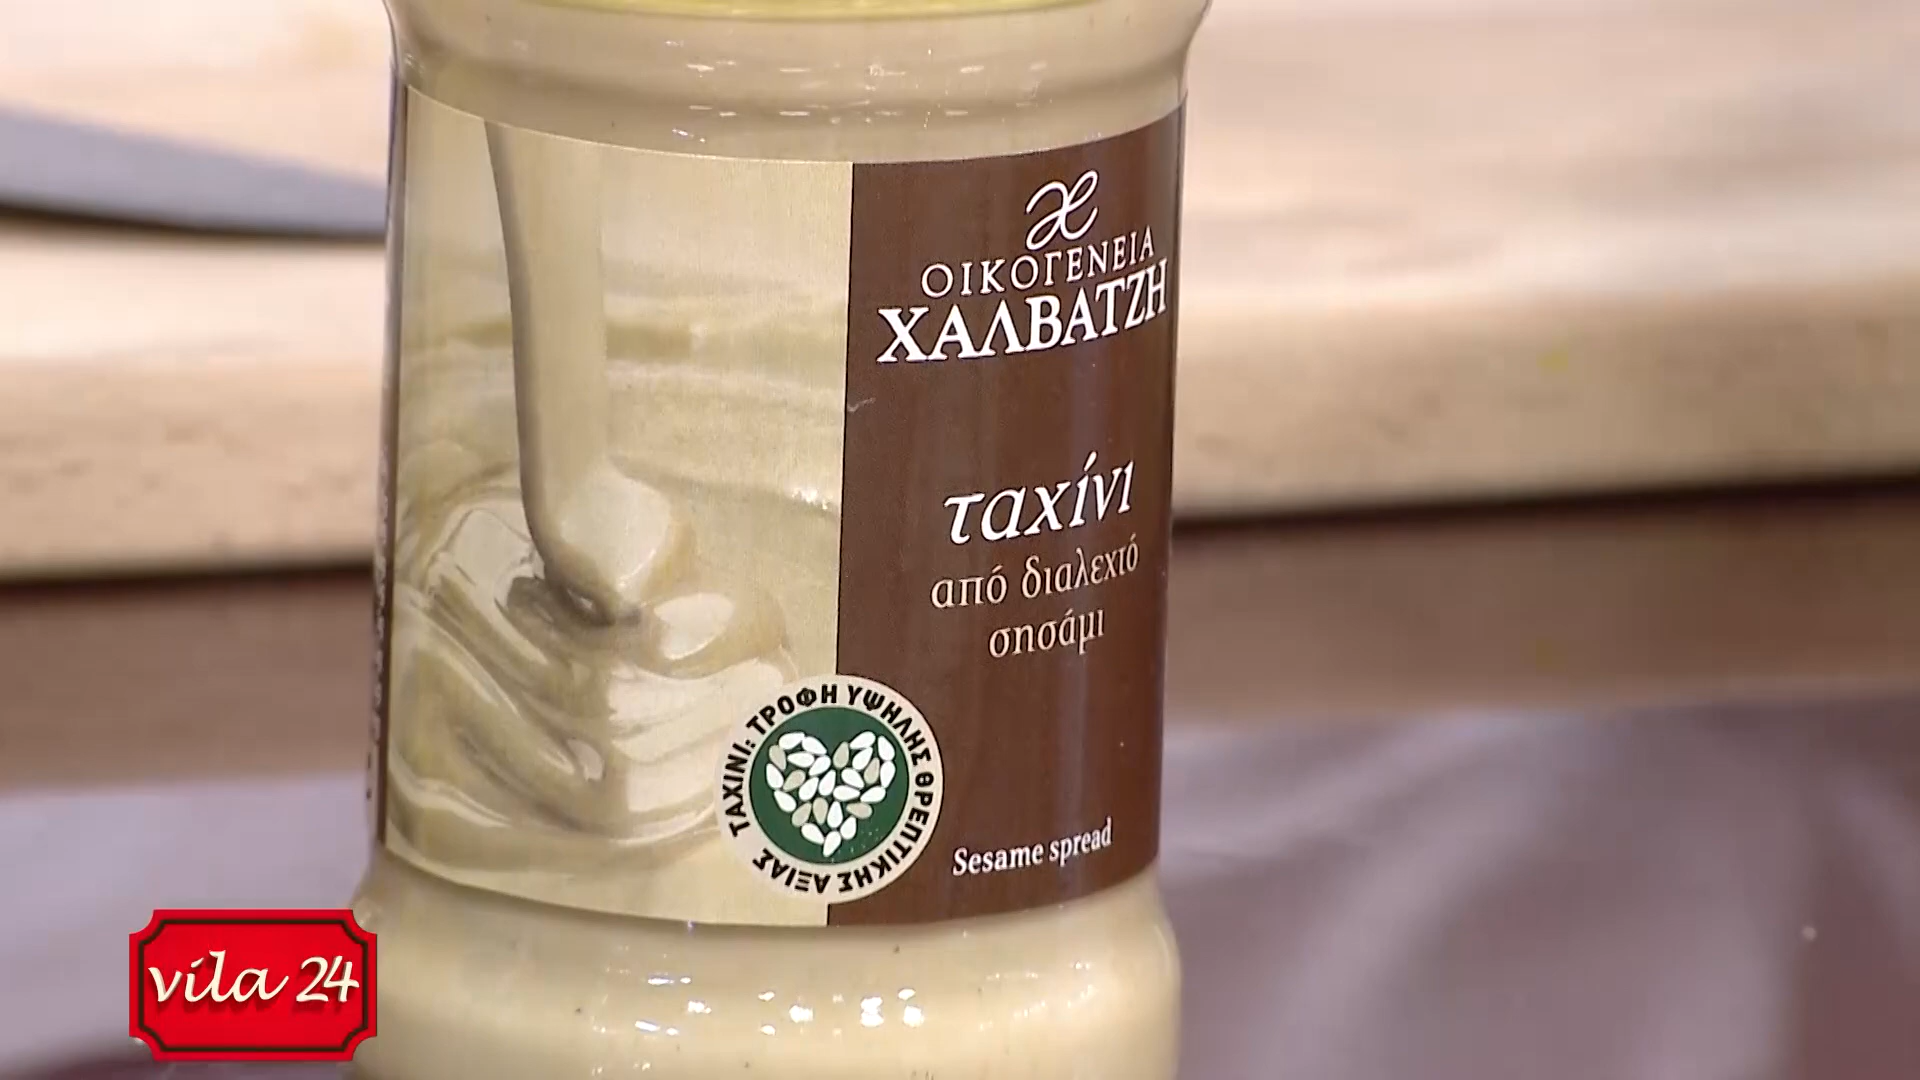 ΟΙΚΟΓΕΝΕΙΑ
ΧΑΛΒΑΤΖΗ
ταχίνι
από διαλεχτό
σησάμι
ΤΑΧΙΝΙ: ΤΡΟΦΗ ΥΨΗΛΗΣ ΘΡΕΠΤΙΚΗΣ ΑΞΙΑΣ
Sesame spread
vila 24